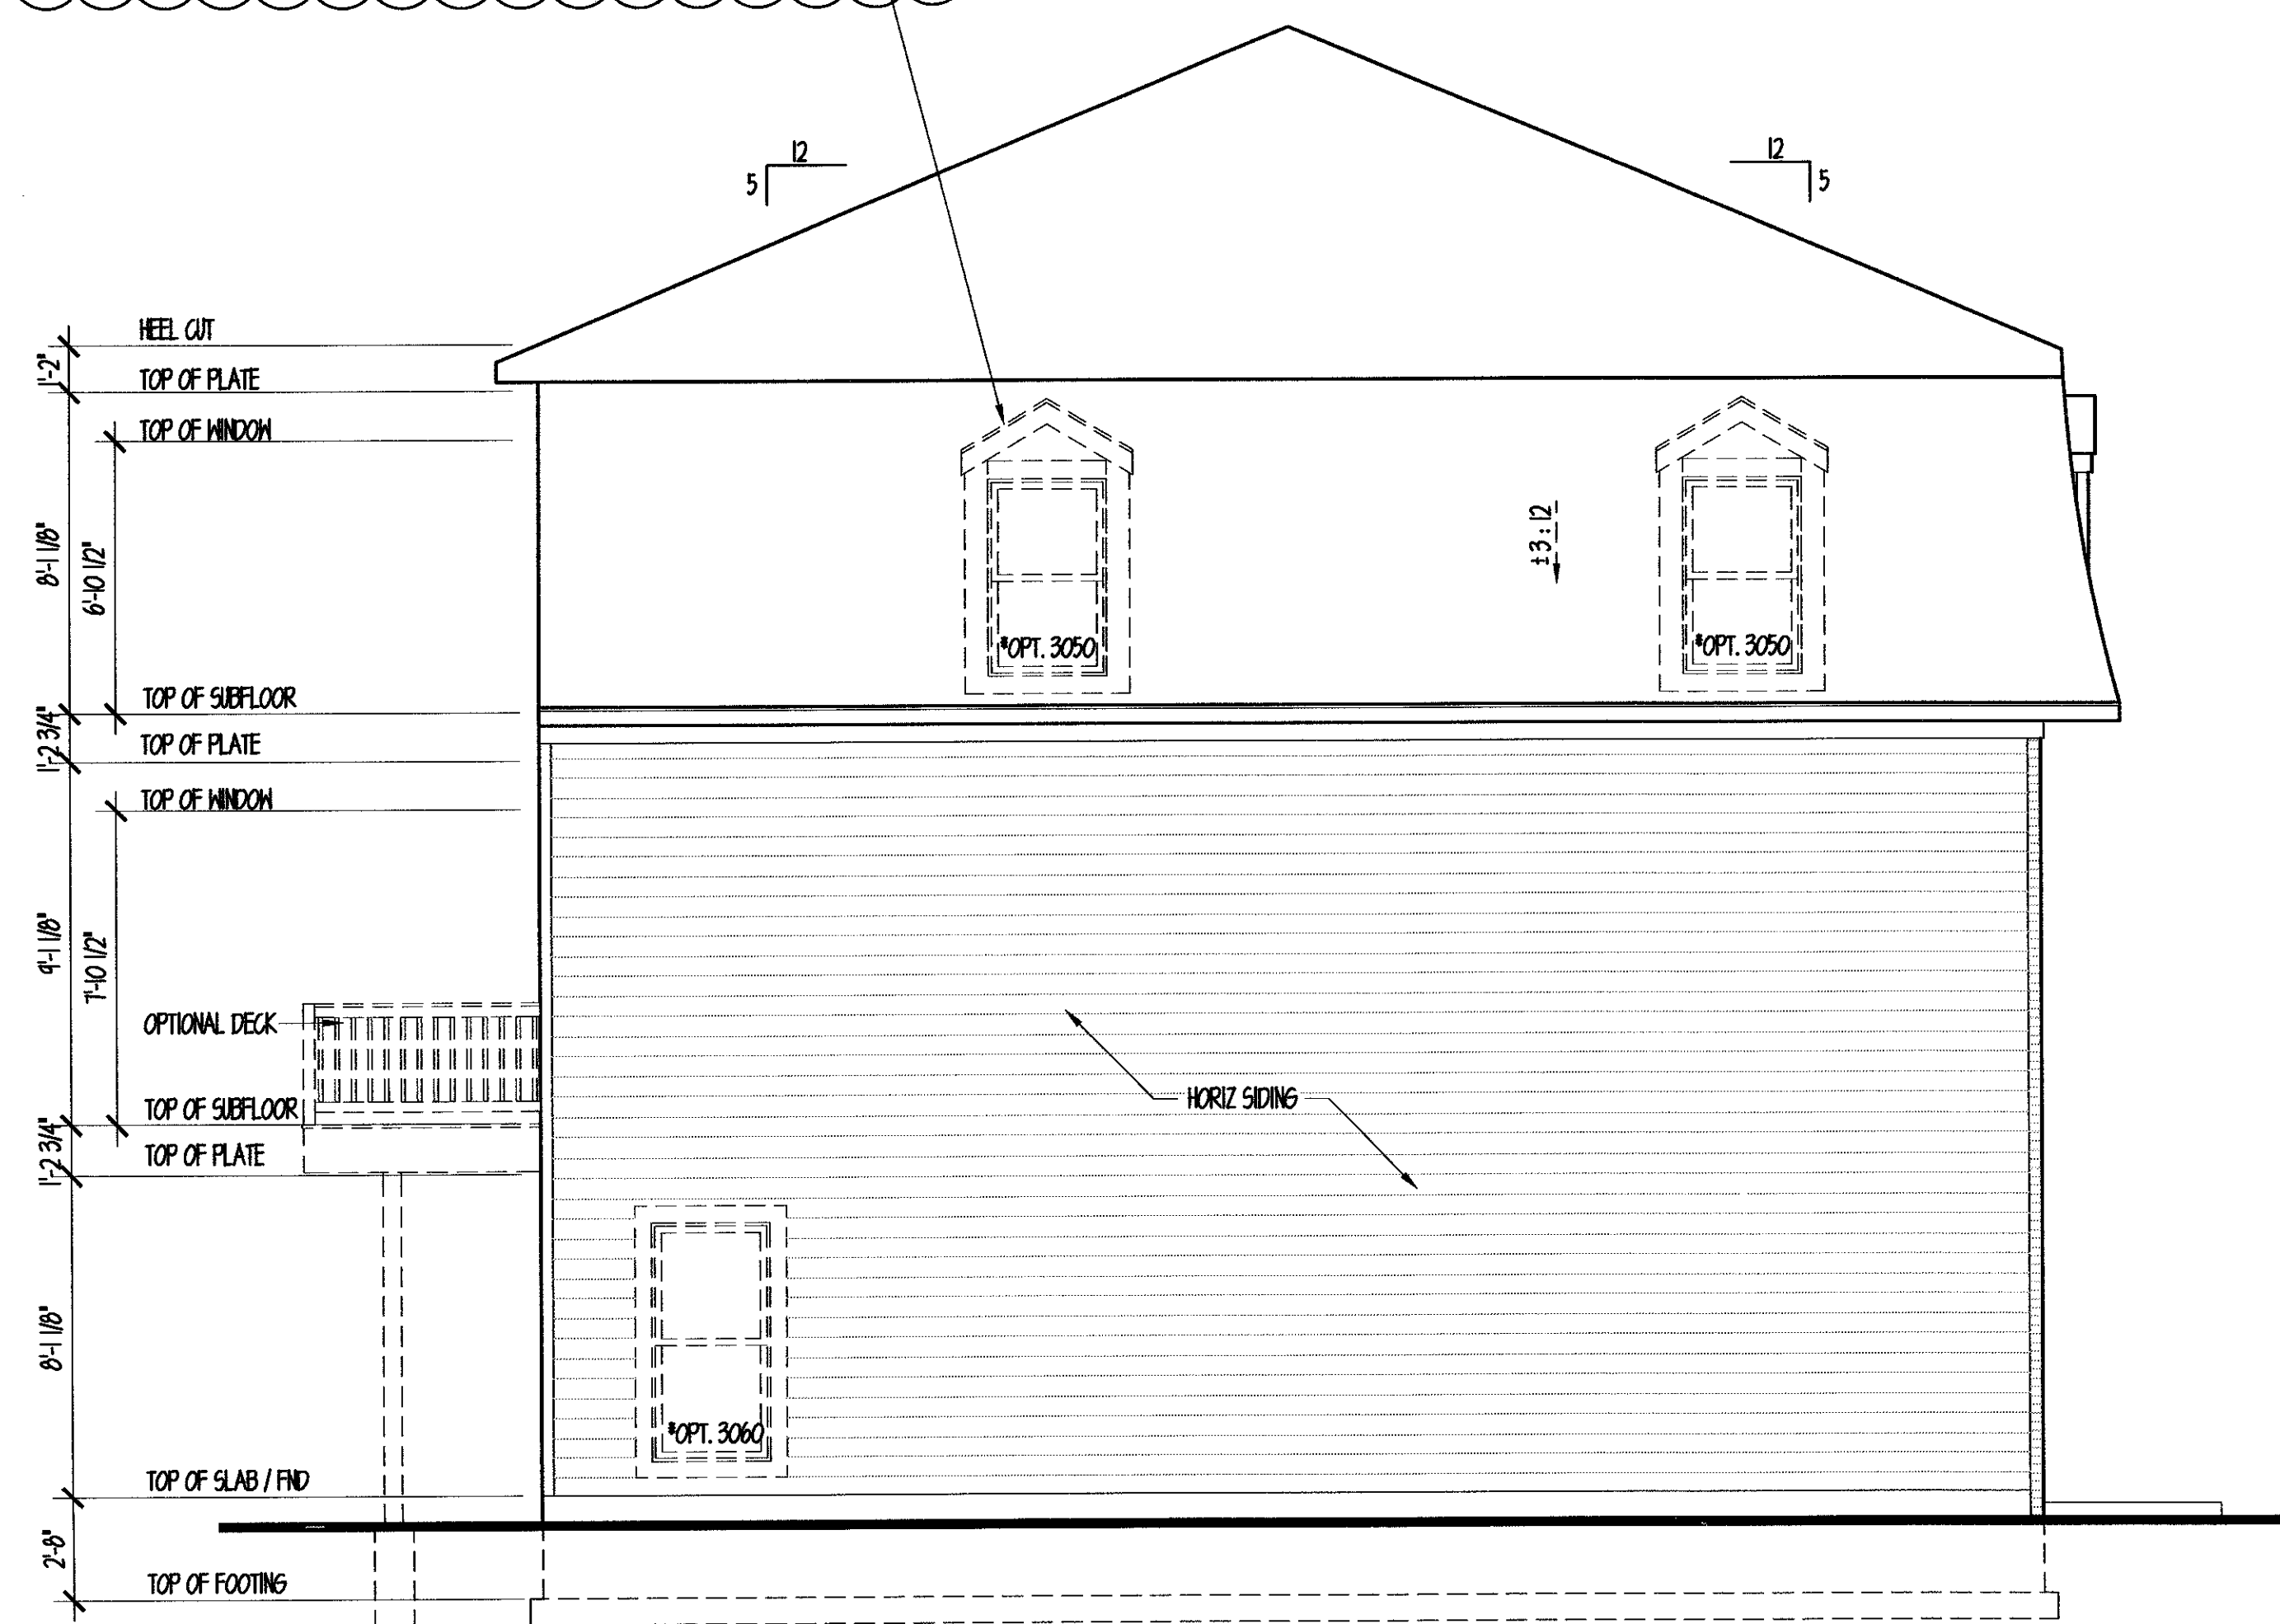 12
5
12
5
HEEL CUT
1'-2"
TOP OF PLATE
TOP OF WINDOW
8'-1 1/8"
6'-10 1/2"
±3 : 12
*OPT. 3050
*OPT. 3050
TOP OF SUBFLOOR
1'-2 3/4"
TOP OF PLATE
TOP OF WINDOW
9'-1 1/8"
7'-10 1/2"
OPTIONAL DECK
HORIZ SIDING
TOP OF SUBFLOOR
1'-2 3/4"
TOP OF PLATE
8'-1 1/8"
*OPT. 3060
TOP OF SLAB / FND
2'-8"
TOP OF FOOTING